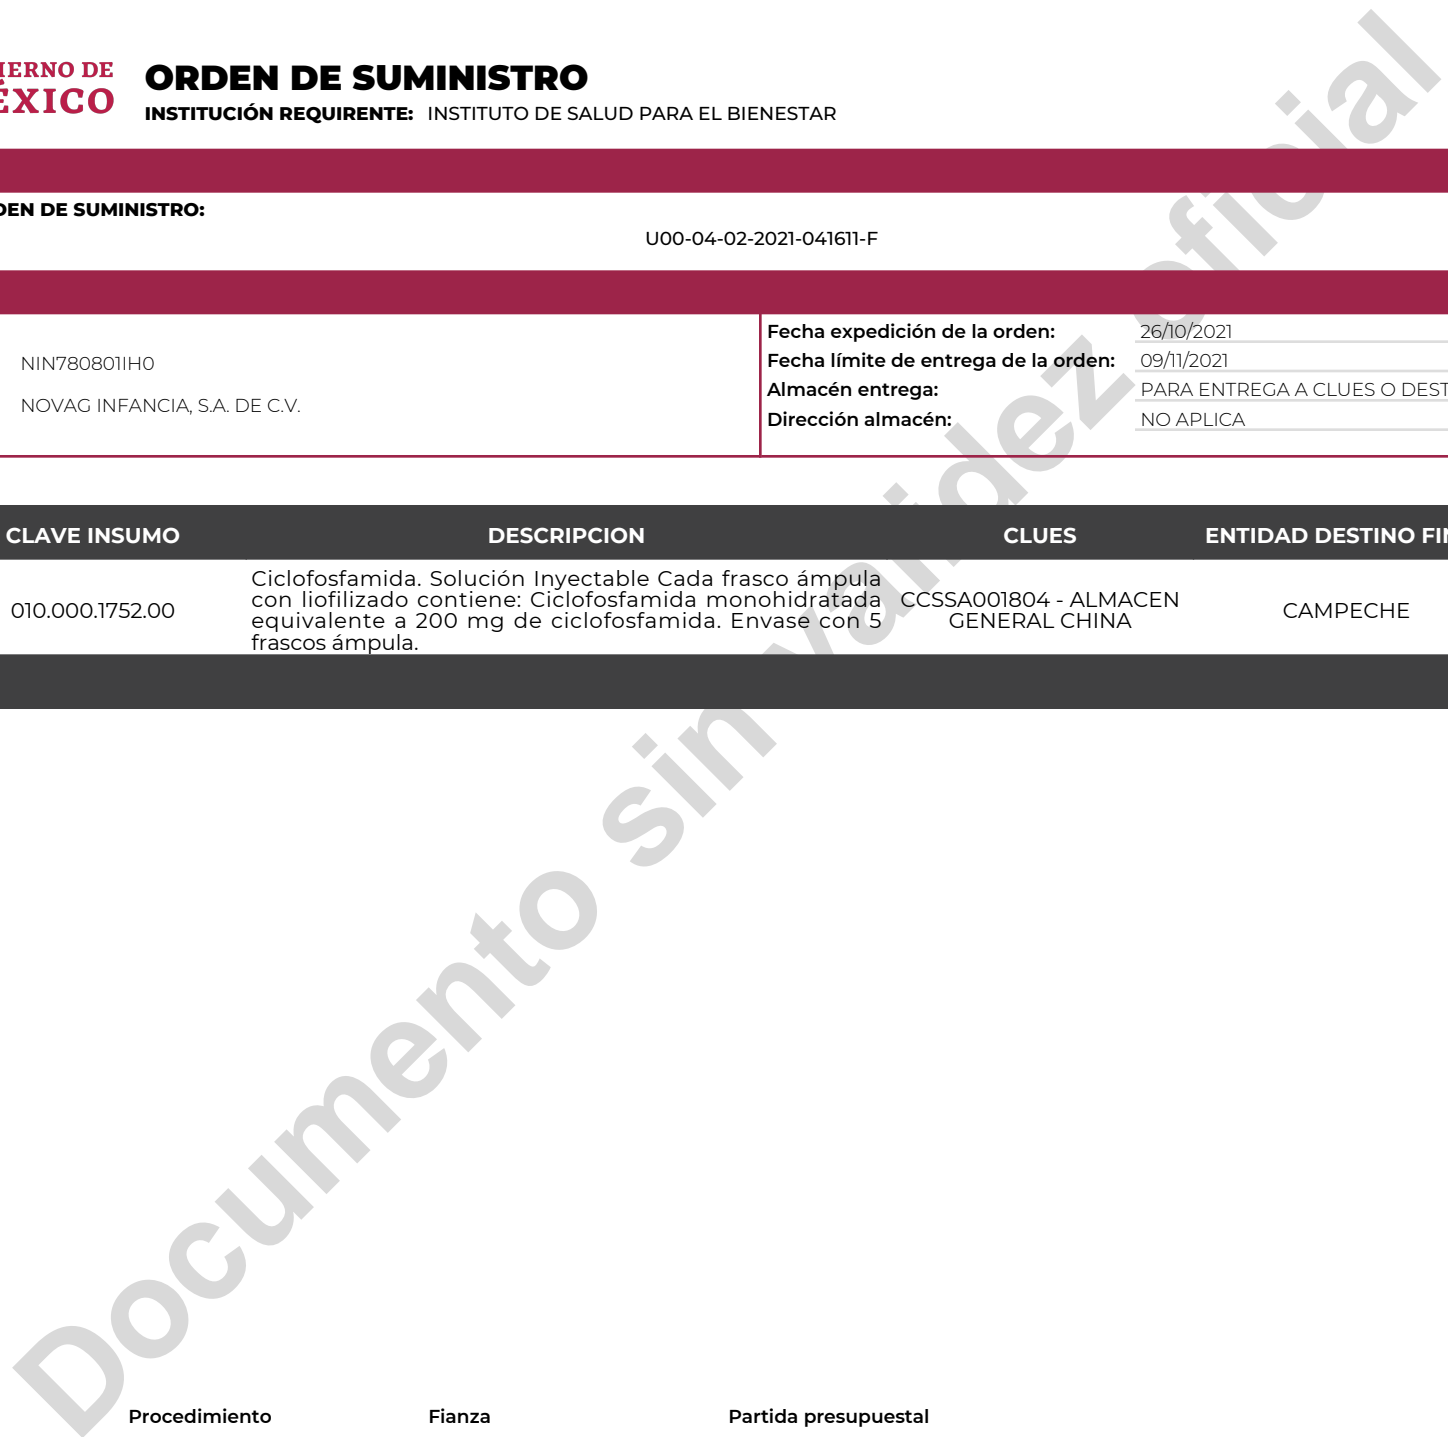 IERNO DE
ÉXICO
ORDEN DE SUMINISTRO
INSTITUCIÓN REQUIRENTE: INSTITUTO DE SALUD PARA EL BIENESTAR
DEN DE SUMINISTRO:
U00-04-02-2021-041611-F
NIN780801IH0
NOVAG INFANCIA, S.A. DE C.V.
Fecha expedición de la orden: 26/10/2021
Fecha límite de entrega de la orden: 09/11/2021
Almacén entrega: PARA ENTREGA A CLUES O DEST
Dirección almacén: NO APLICA
CLAVE INSUMO DESCRIPCION CLUES ENTIDAD DESTINO FIN
010.000.1752.00
Ciclofosfamida. Solución Inyectable Cada frasco ámpula
con liofilizado contiene: Ciclofosfamida monohidratada
equivalente a 200 mg de ciclofosfamida. Envase con 5
frascos ámpula.
CCSSA001804 - ALMACEN
GENERAL CHINA
CAMPECHE
Documento sin validez oficial
Procedimiento Fianza Partida presupuestal